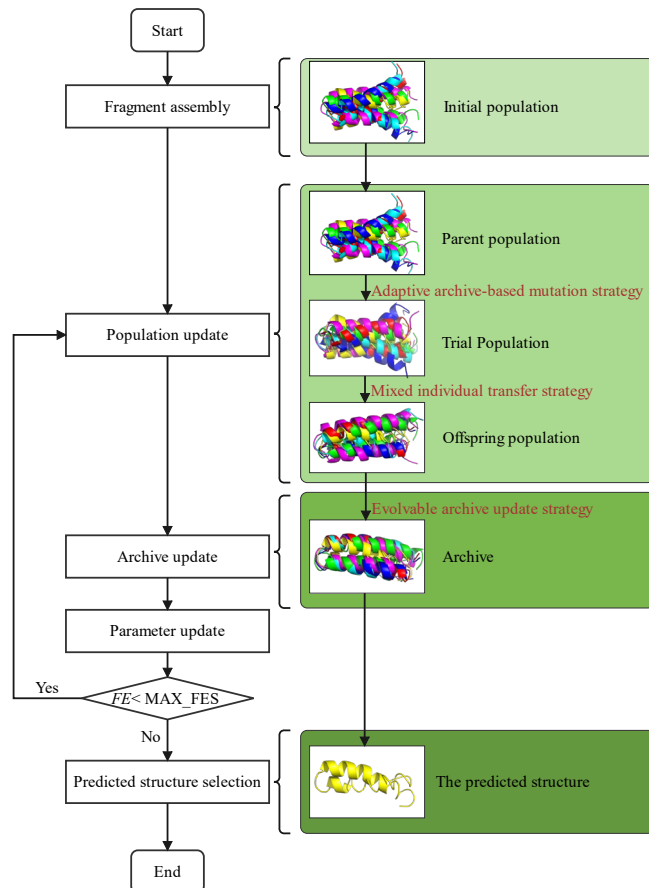 Start
Fragment assembly
Initial population
Parent population
Adaptive archive-based mutation strategy
Population update
Trial Population
Mixed individual transfer strategy
Offspring population
Evolvable archive update strategy
Archive update
Archive
Parameter update
Yes
FE< MAX_FES
No
Predicted structure selection
The predicted structure
End